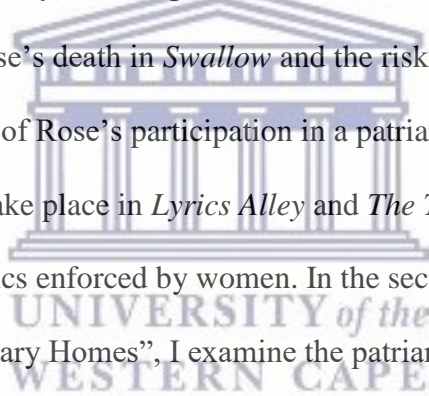 se’s death in Swallow and the risk
of Rose’s participation in a patria
ake place in Lyrics Alley and The T
ics enforced by women. In the sec
UNIVERSITY of the
ary Homes”, I examine the patriar
WESTERN CAPE